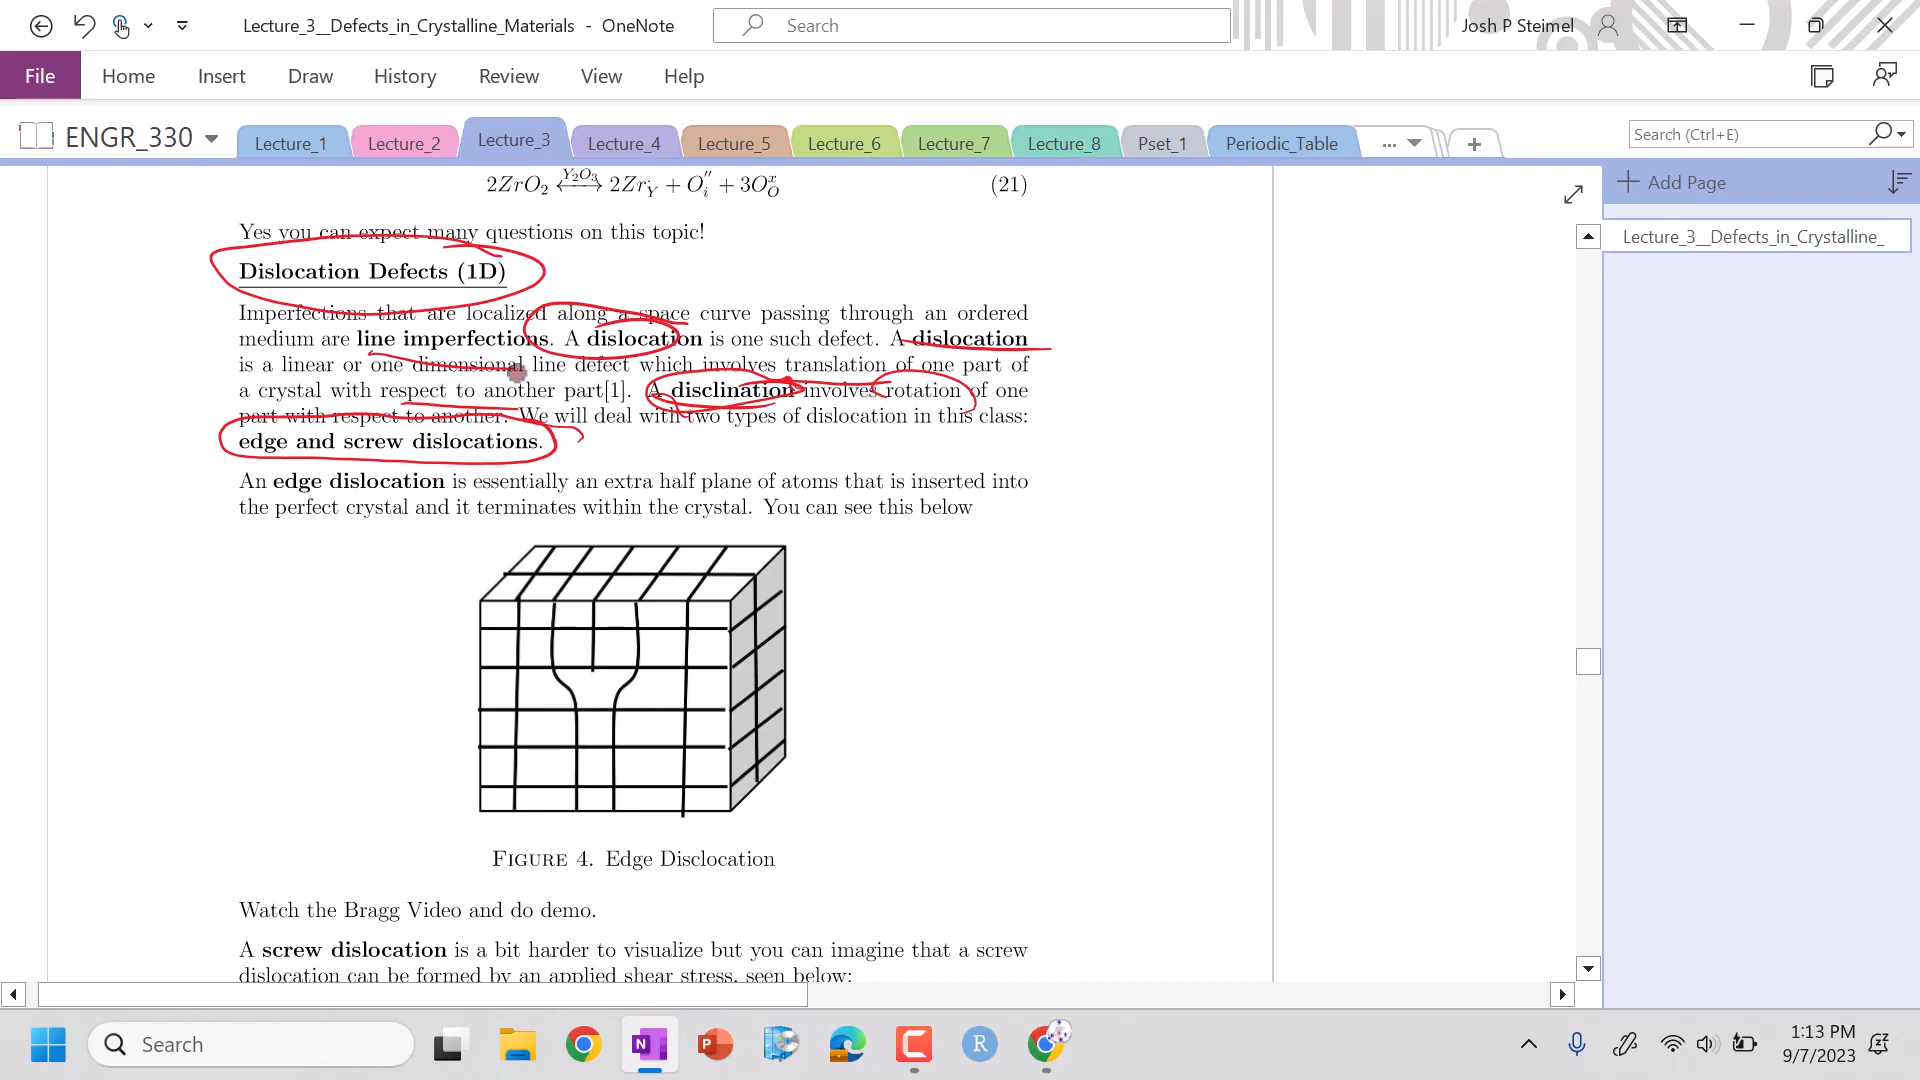 Lecture_3__Defects_in_Crystalline_Materials - OneNote
Search
Josh P Steimel
File Home Insert Draw History Review View Help
ENGR_330
Lecture_1 Lecture_2 Lecture_3 Lecture_4 Lecture_5 Lecture_6 Lecture_7 Lecture_8 Pset_1 Periodic_Table ... +
Search (Ctrl+E)
Add Page
Lecture_3__Defects_in_Crystalline_
2ZrO₂ ⟷^{Y₂O₃} 2Zr_Y^· + O_i^'' + 3O_O^x (21)
Yes you can expect many questions on this topic!
Dislocation Defects (1D)
Imperfections that are localized along a space curve passing through an ordered
medium are line imperfections. A dislocation is one such defect. A dislocation
is a linear or one dimensional line defect which involves translation of one part of
a crystal with respect to another part[1]. A disclination involves rotation of one
part with respect to another. We will deal with two types of dislocation in this class:
edge and screw dislocations.
An edge dislocation is essentially an extra half plane of atoms that is inserted into
the perfect crystal and it terminates within the crystal. You can see this below
Figure 4. Edge Disclocation
Watch the Bragg Video and do demo.
A screw dislocation is a bit harder to visualize but you can imagine that a screw
dislocation can be formed by an applied shear stress, seen below:
Search
N
P
R
1:13 PM
9/7/2023